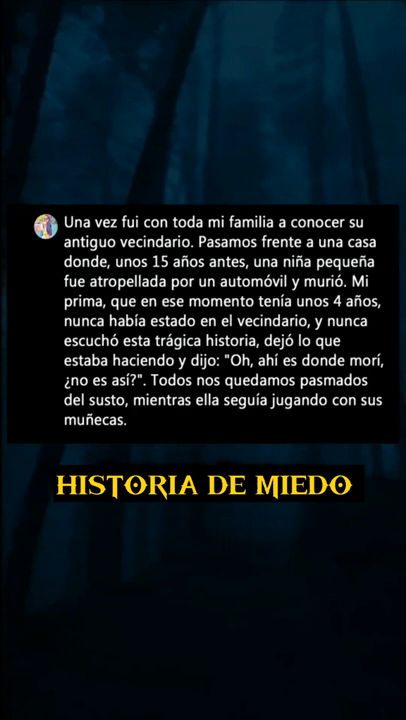 Una vez fui con toda mi familia a conocer su
antiguo vecindario. Pasamos frente a una casa
donde, unos 15 años antes, una niña pequeña
fue atropellada por un automóvil y murió. Mi
prima, que en ese momento tenía unos 4 años,
nunca había estado en el vecindario, y nunca
escuchó esta trágica historia, dejó lo que
estaba haciendo y dijo: "Oh, ahí es donde morí,
¿no es así?". Todos nos quedamos pasmados
del susto, mientras ella seguía jugando con sus
muñecas.
HISTORIA DE MIEDO